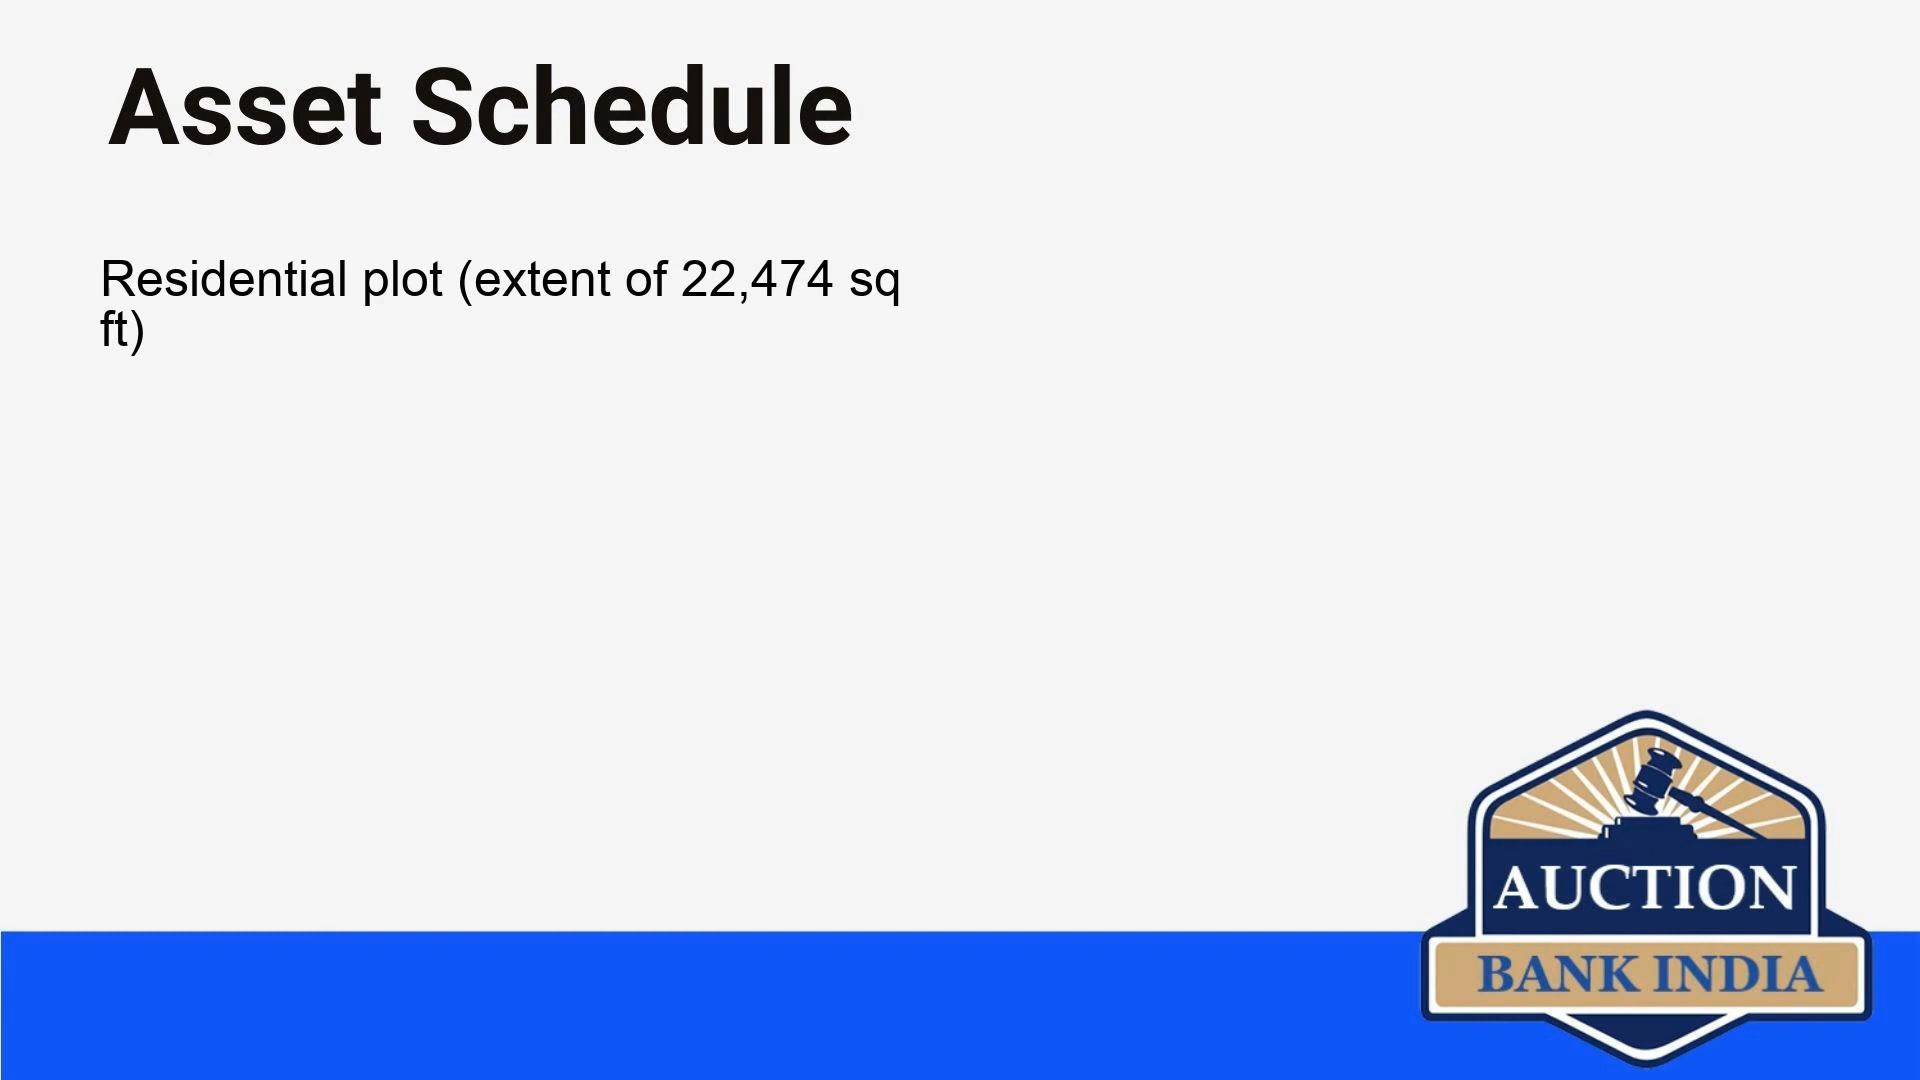 Asset Schedule
Residential plot (extent of 22,474 sq
ft)
AUCTION
BANK INDIA